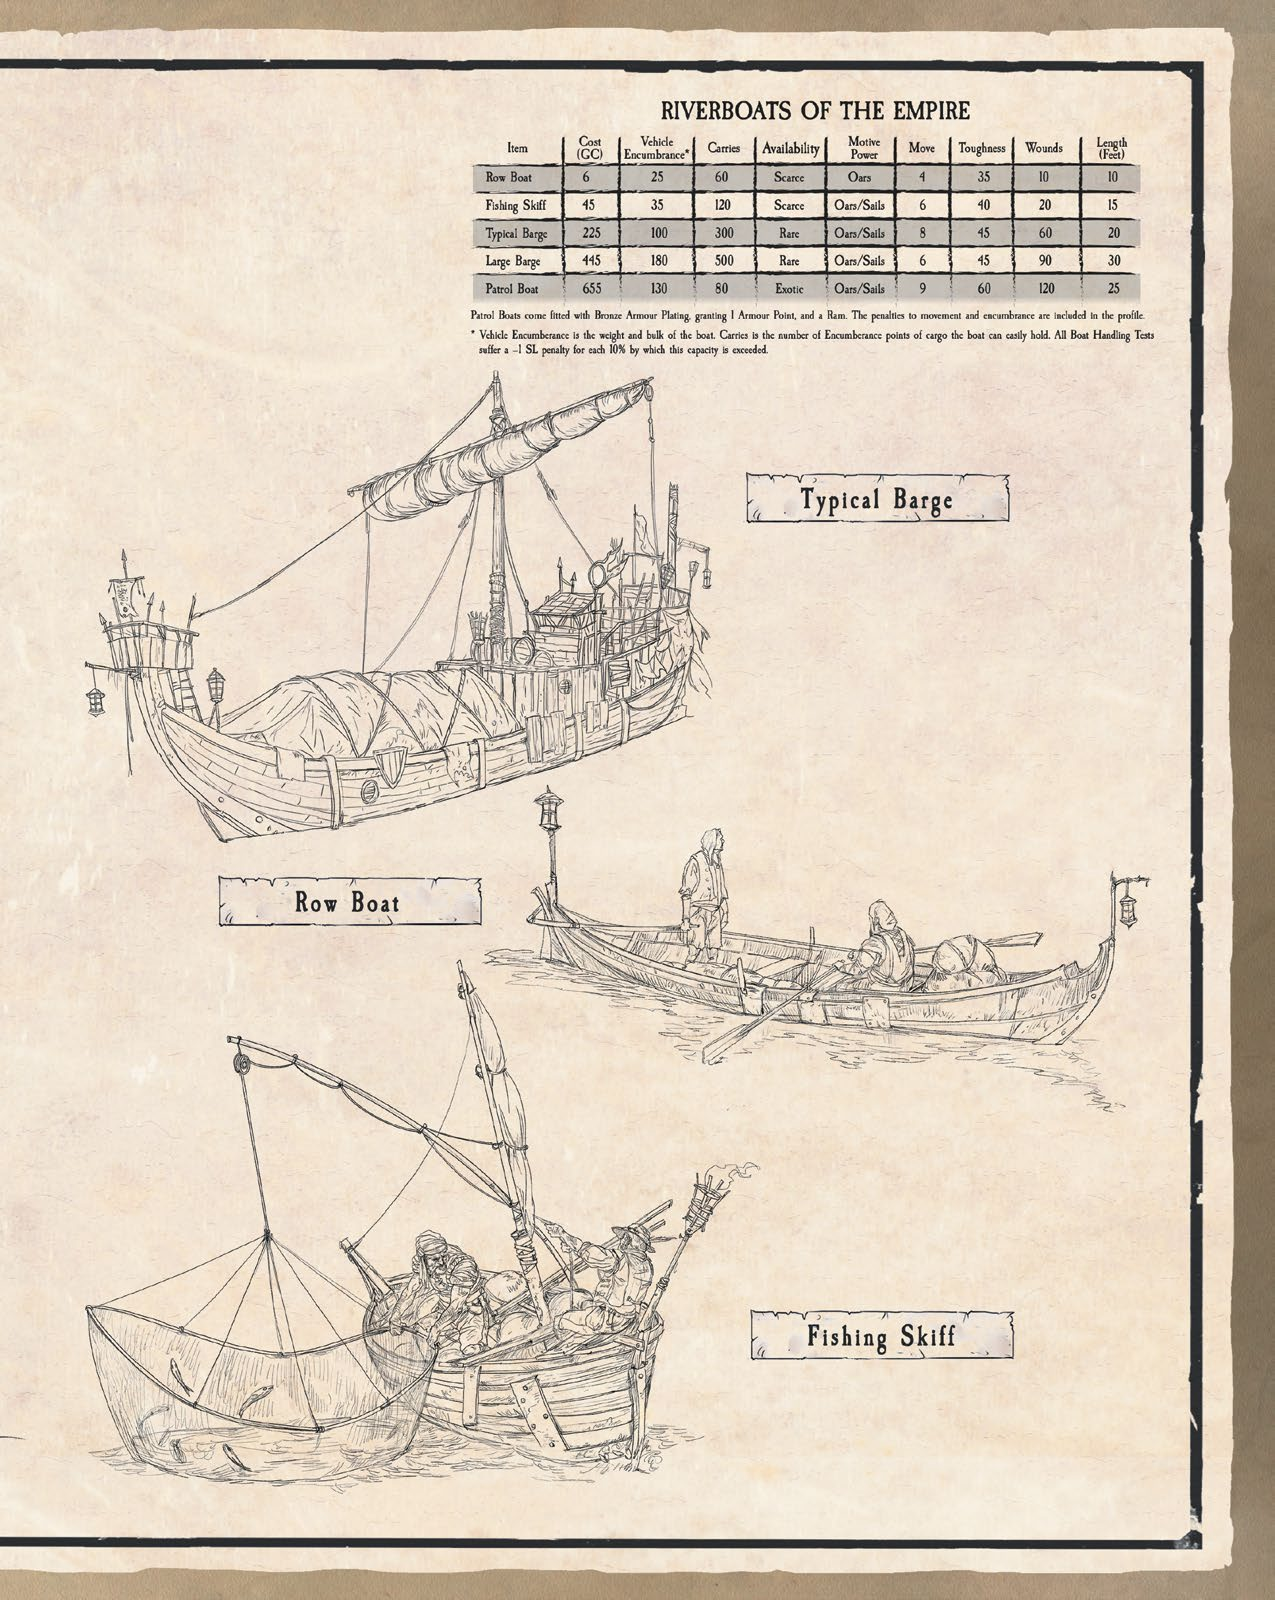 RIVERBOATS OF THE EMPIRE
Item Cost (GC) Vehicle Encumbrance* Carries Availability Motive Power Move Toughness Wounds Length (Feet)
Row Boat 6 25 60 Scarce Oars 4 35 10 10
Fishing Skiff 45 35 120 Scarce Oars/Sails 6 40 20 15
Typical Barge 225 100 300 Rare Oars/Sails 8 45 60 20
Large Barge 445 180 500 Rare Oars/Sails 6 45 90 30
Patrol Boat 655 130 80 Exotic Oars/Sails 9 60 120 25
Patrol Boats come fitted with Bronze Armour Plating, granting 1 Armour Point, and a Ram. The penalties to movement and encumbrance are included in the profile.
* Vehicle Encumberance is the weight and bulk of the boat. Carries is the number of Encumberance points of cargo the boat can easily hold. All Boat Handling Tests
suffer a –1 SL penalty for each 10% by which this capacity is exceeded.
Typical Barge
Row Boat
Fishing Skiff